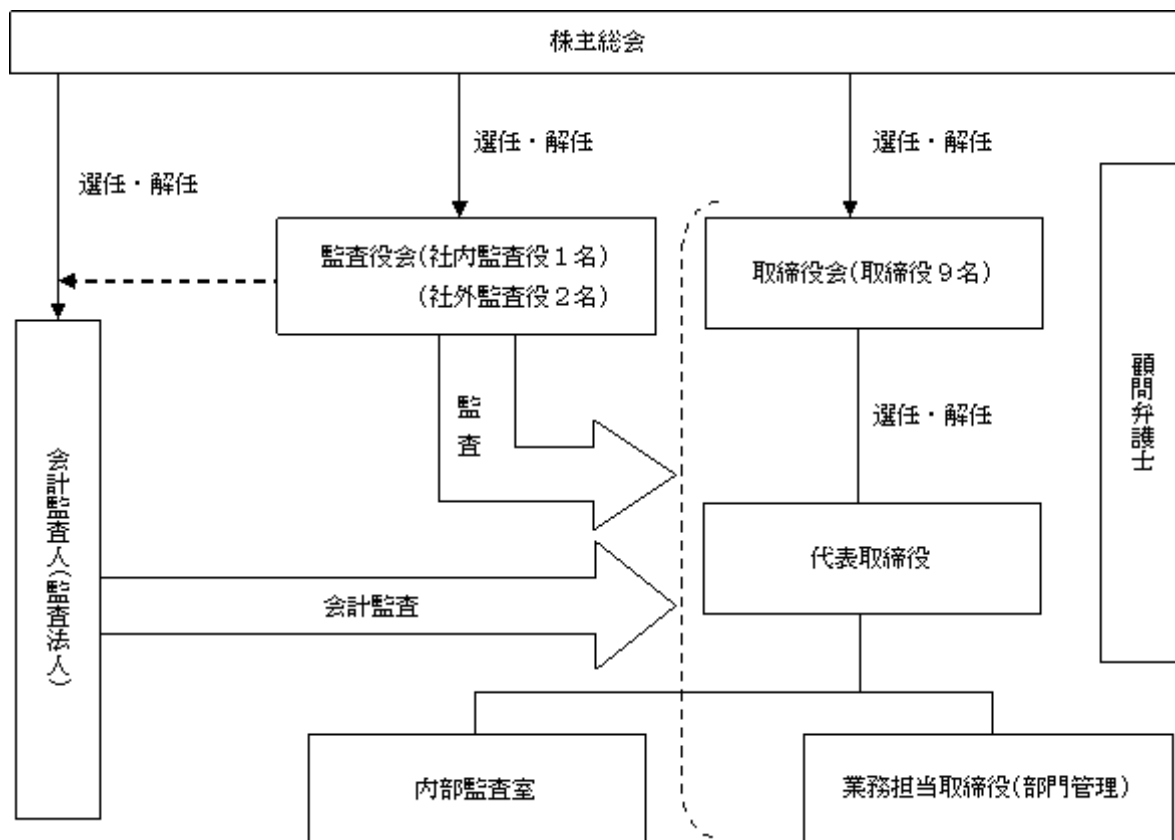 株主総会
選任・解任
選任・解任
選任・解任
監査役会(社内監査役１名)
(社外監査役２名)
取締役会(取締役９名)
顧問弁護士
監査
選任・解任
会計監査人(監査法人)
代表取締役
会計監査
内部監査室
業務担当取締役(部門管理)